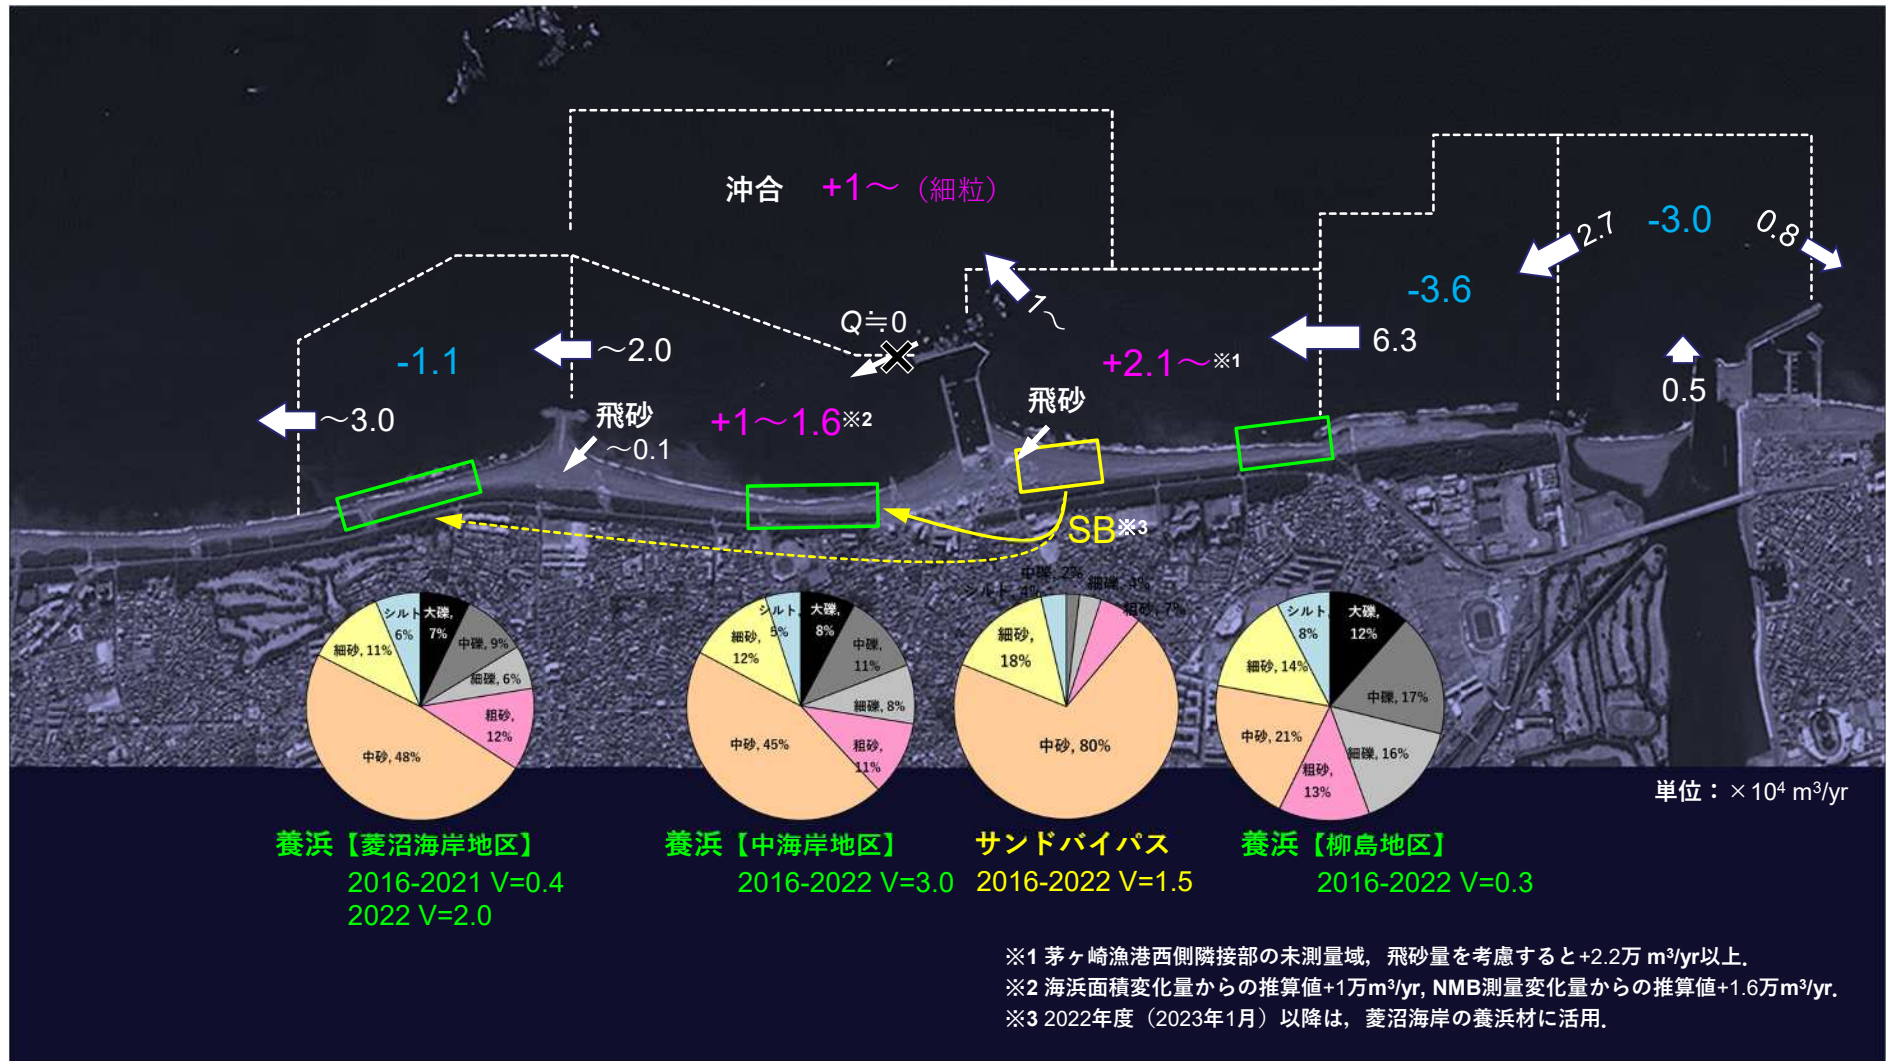 沖合 +1～（細粒）
2.7
-3.0
0.8
-3.6
Q≒0
1～
-1.1
～2.0
+2.1～※1
6.3
0.5
～3.0
飛砂
～0.1
+1～1.6※2
飛砂
SB※3
シルト, 6%
大礫, 7%
中礫, 9%
細礫, 6%
粗砂, 12%
中砂, 48%
細砂, 11%
シルト, 5%
大礫, 8%
中礫, 11%
細礫, 8%
粗砂, 11%
中砂, 45%
細砂, 12%
シルト, 4%
中礫, 2%
細礫, 4%
粗砂, 7%
中砂, 80%
細砂, 18%
シルト, 8%
大礫, 12%
中礫, 17%
細礫, 16%
粗砂, 13%
中砂, 21%
細砂, 14%
単位：×10⁴ m³/yr
養浜【菱沼海岸地区】
2016-2021 V=0.4
2022 V=2.0
養浜【中海岸地区】
2016-2022 V=3.0
サンドバイパス
2016-2022 V=1.5
養浜【柳島地区】
2016-2022 V=0.3
※1 茅ヶ崎漁港西側隣接部の未測量域，飛砂量を考慮すると+2.2万 m³/yr以上．
※2 海浜面積変化量からの推算値+1万m³/yr, NMB測量変化量からの推算値+1.6万m³/yr．
※3 2022年度（2023年1月）以降は，菱沼海岸の養浜材に活用．